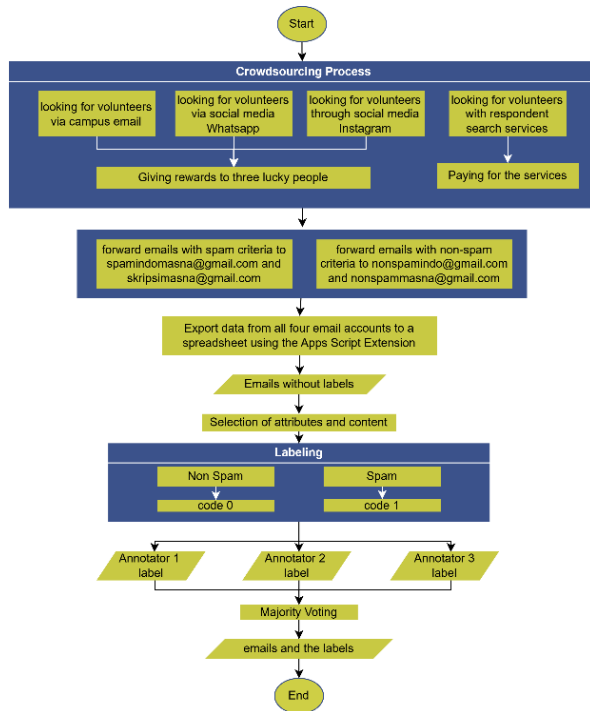 Start
Crowdsourcing Process
looking for volunteers
via campus email
looking for volunteers
via social media
Whatsapp
looking for volunteers
through social media
Instagram
looking for volunteers
with respondent
search services
Giving rewards to three lucky people
Paying for the services
forward emails with spam criteria to
spamindomasna@gmail.com and
skripsimasna@gmail.com
forward emails with non-spam
criteria to nonspamindo@gmail.com
and nonspammasna@gmail.com
Export data from all four email accounts to a
spreadsheet using the Apps Script Extension
Emails without labels
Selection of attributes and content
Labeling
Non Spam
Spam
code 0
code 1
Annotator 1
label
Annotator 2
label
Annotator 3
label
Majority Voting
emails and the labels
End